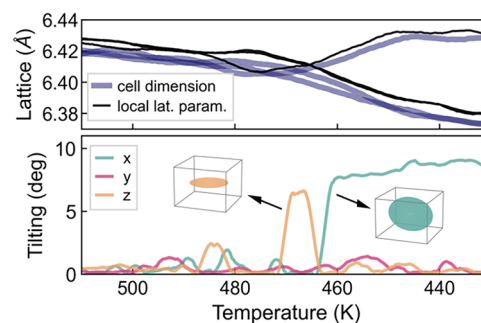 6.44
6.42
6.40
6.38
Lattice (Å)
cell dimension
local lat. param.
10
5
0
Tilting (deg)
x
y
z
500
480
460
440
Temperature (K)